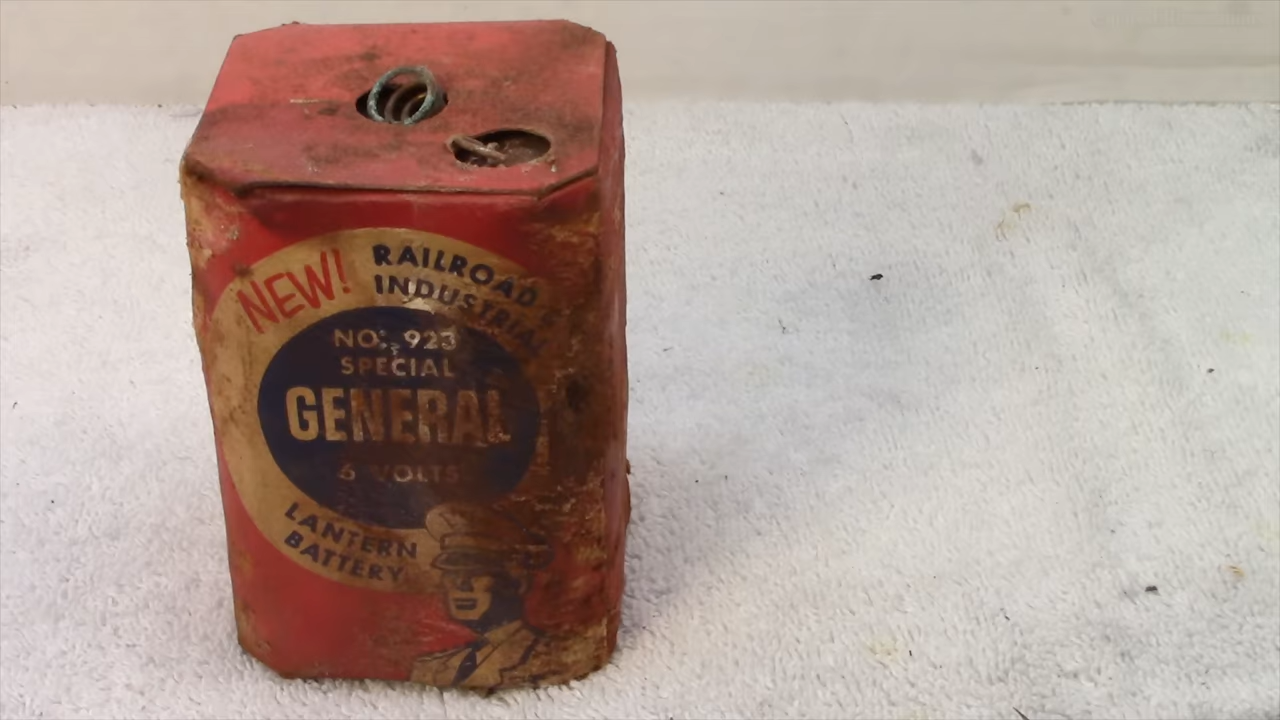 NEW!
RAILROAD &
INDUSTRIAL
NO. 923
SPECIAL
GENERAL
6 VOLTS
LANTERN
BATTERY